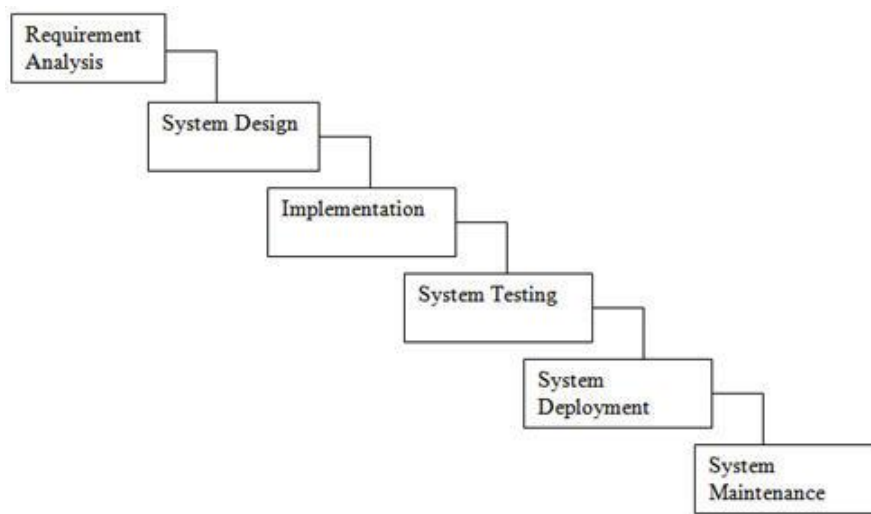 Requirement
Analysis
System Design
Implementation
System Testing
System
Deployment
System
Maintenance